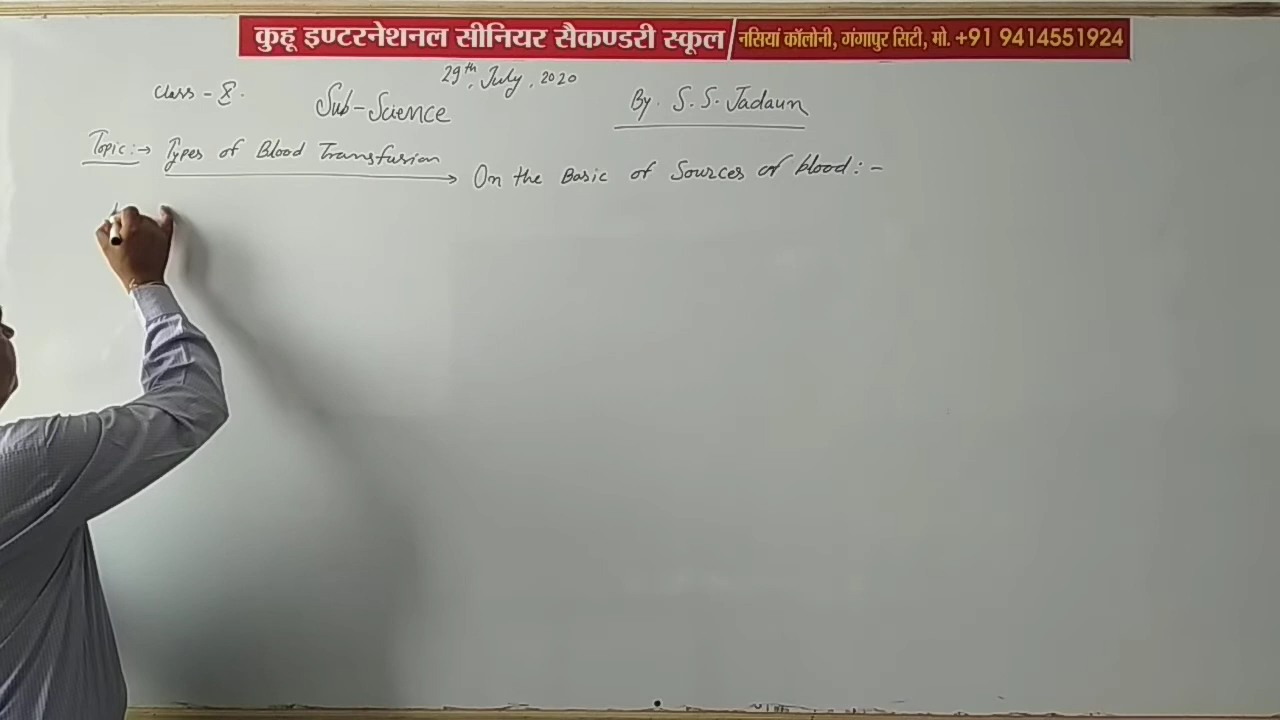 कुहू इण्टरनेशनल सीनियर सैकण्डरी स्कूल / नसियां कॉलोनी, गंगापुर सिटी, मो. +91 9414551924
29th, July, 2020
Class - X.
Sub-Science
By. S. S. Jadaun
Topic:→ Types of Blood Transfusion → On the Basic of Sources of blood:-